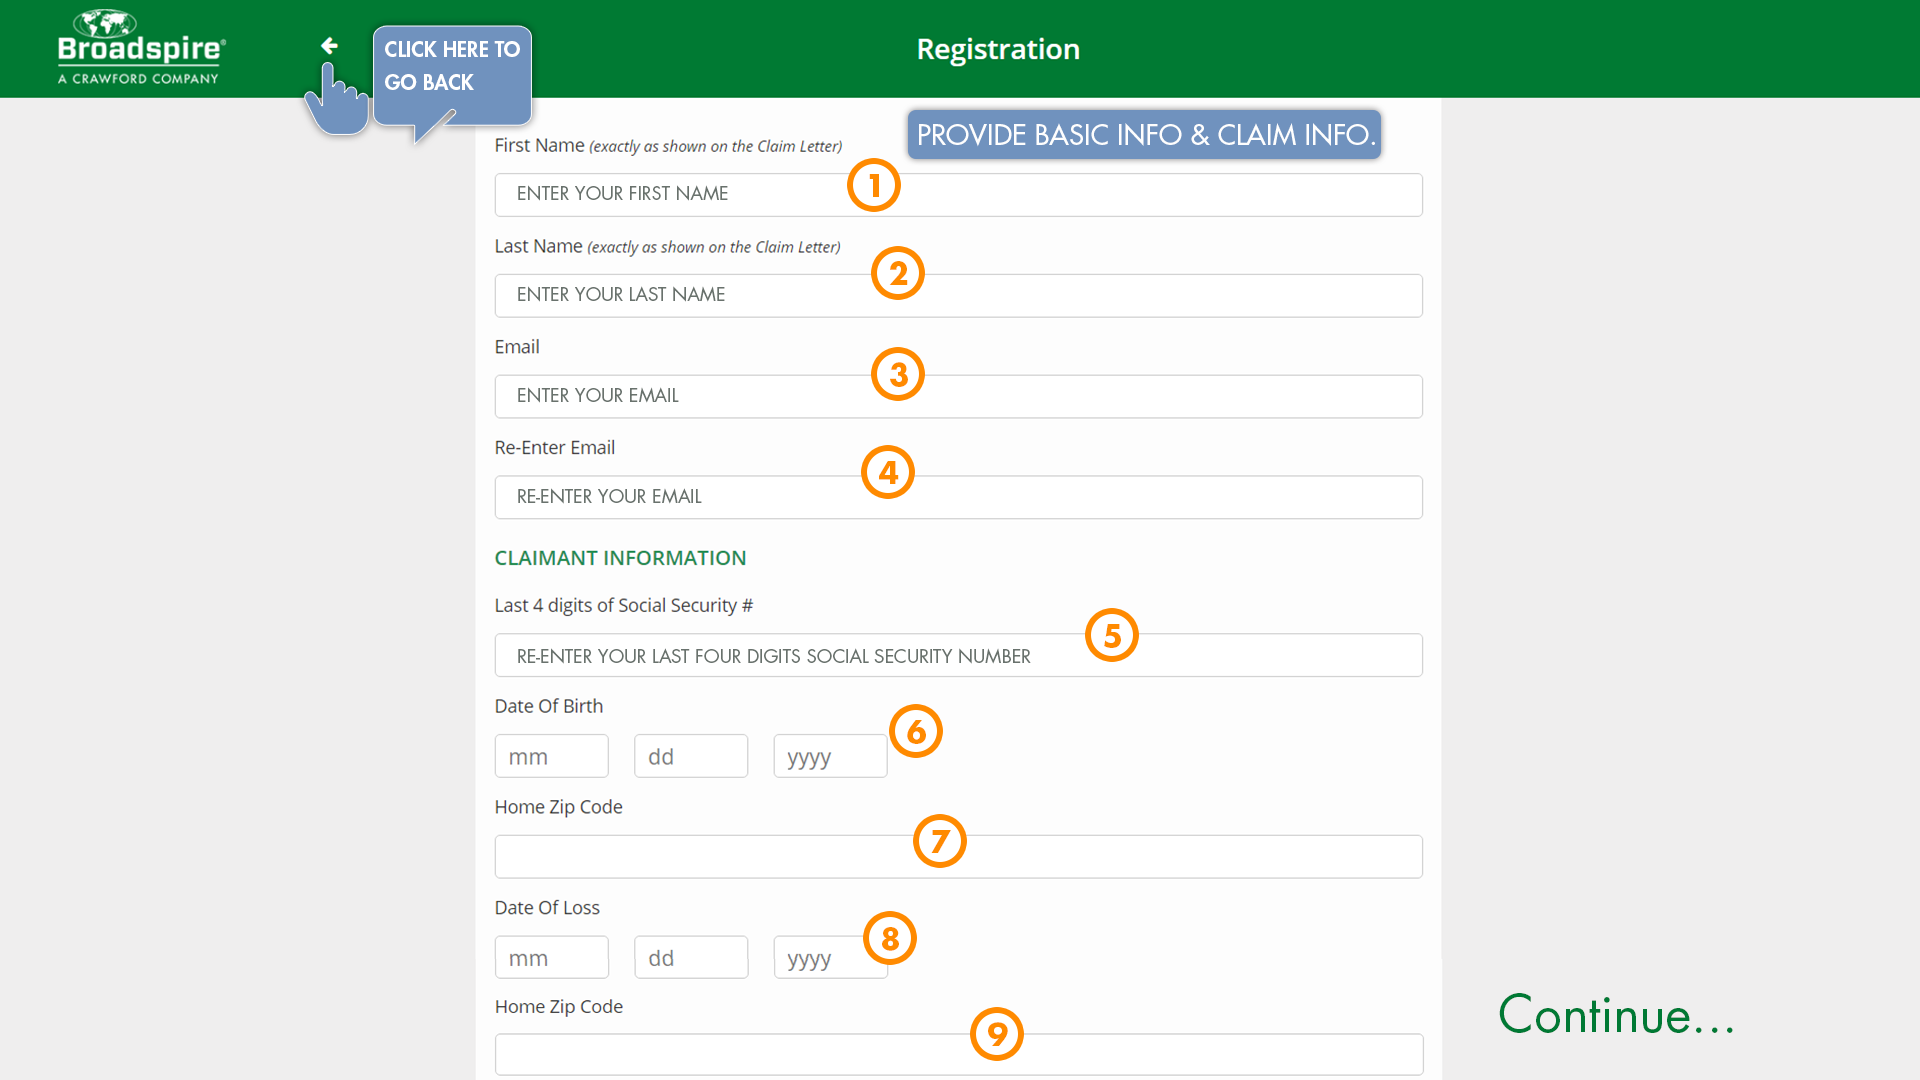 Broadspire®
A CRAWFORD COMPANY
CLICK HERE TO
GO BACK
Registration
PROVIDE BASIC INFO & CLAIM INFO.
First Name (exactly as shown on the Claim Letter)
1
ENTER YOUR FIRST NAME
Last Name (exactly as shown on the Claim Letter)
2
ENTER YOUR LAST NAME
Email
3
ENTER YOUR EMAIL
Re-Enter Email
4
RE-ENTER YOUR EMAIL
CLAIMANT INFORMATION
Last 4 digits of Social Security #
5
RE-ENTER YOUR LAST FOUR DIGITS SOCIAL SECURITY NUMBER
Date Of Birth
6
mm dd yyyy
Home Zip Code
7
Date Of Loss
8
mm dd yyyy
Home Zip Code
9
Continue...